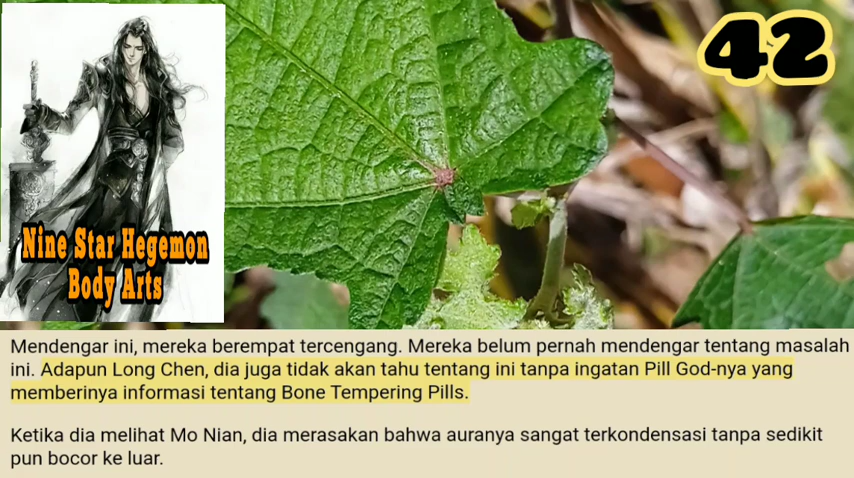 42
Nine Star Hegemon
Body Arts
Mendengar ini, mereka berempat tercengang. Mereka belum pernah mendengar tentang masalah
ini. Adapun Long Chen, dia juga tidak akan tahu tentang ini tanpa ingatan Pill God-nya yang
memberinya informasi tentang Bone Tempering Pills.
Ketika dia melihat Mo Nian, dia merasakan bahwa auranya sangat terkondensasi tanpa sedikit
pun bocor ke luar.